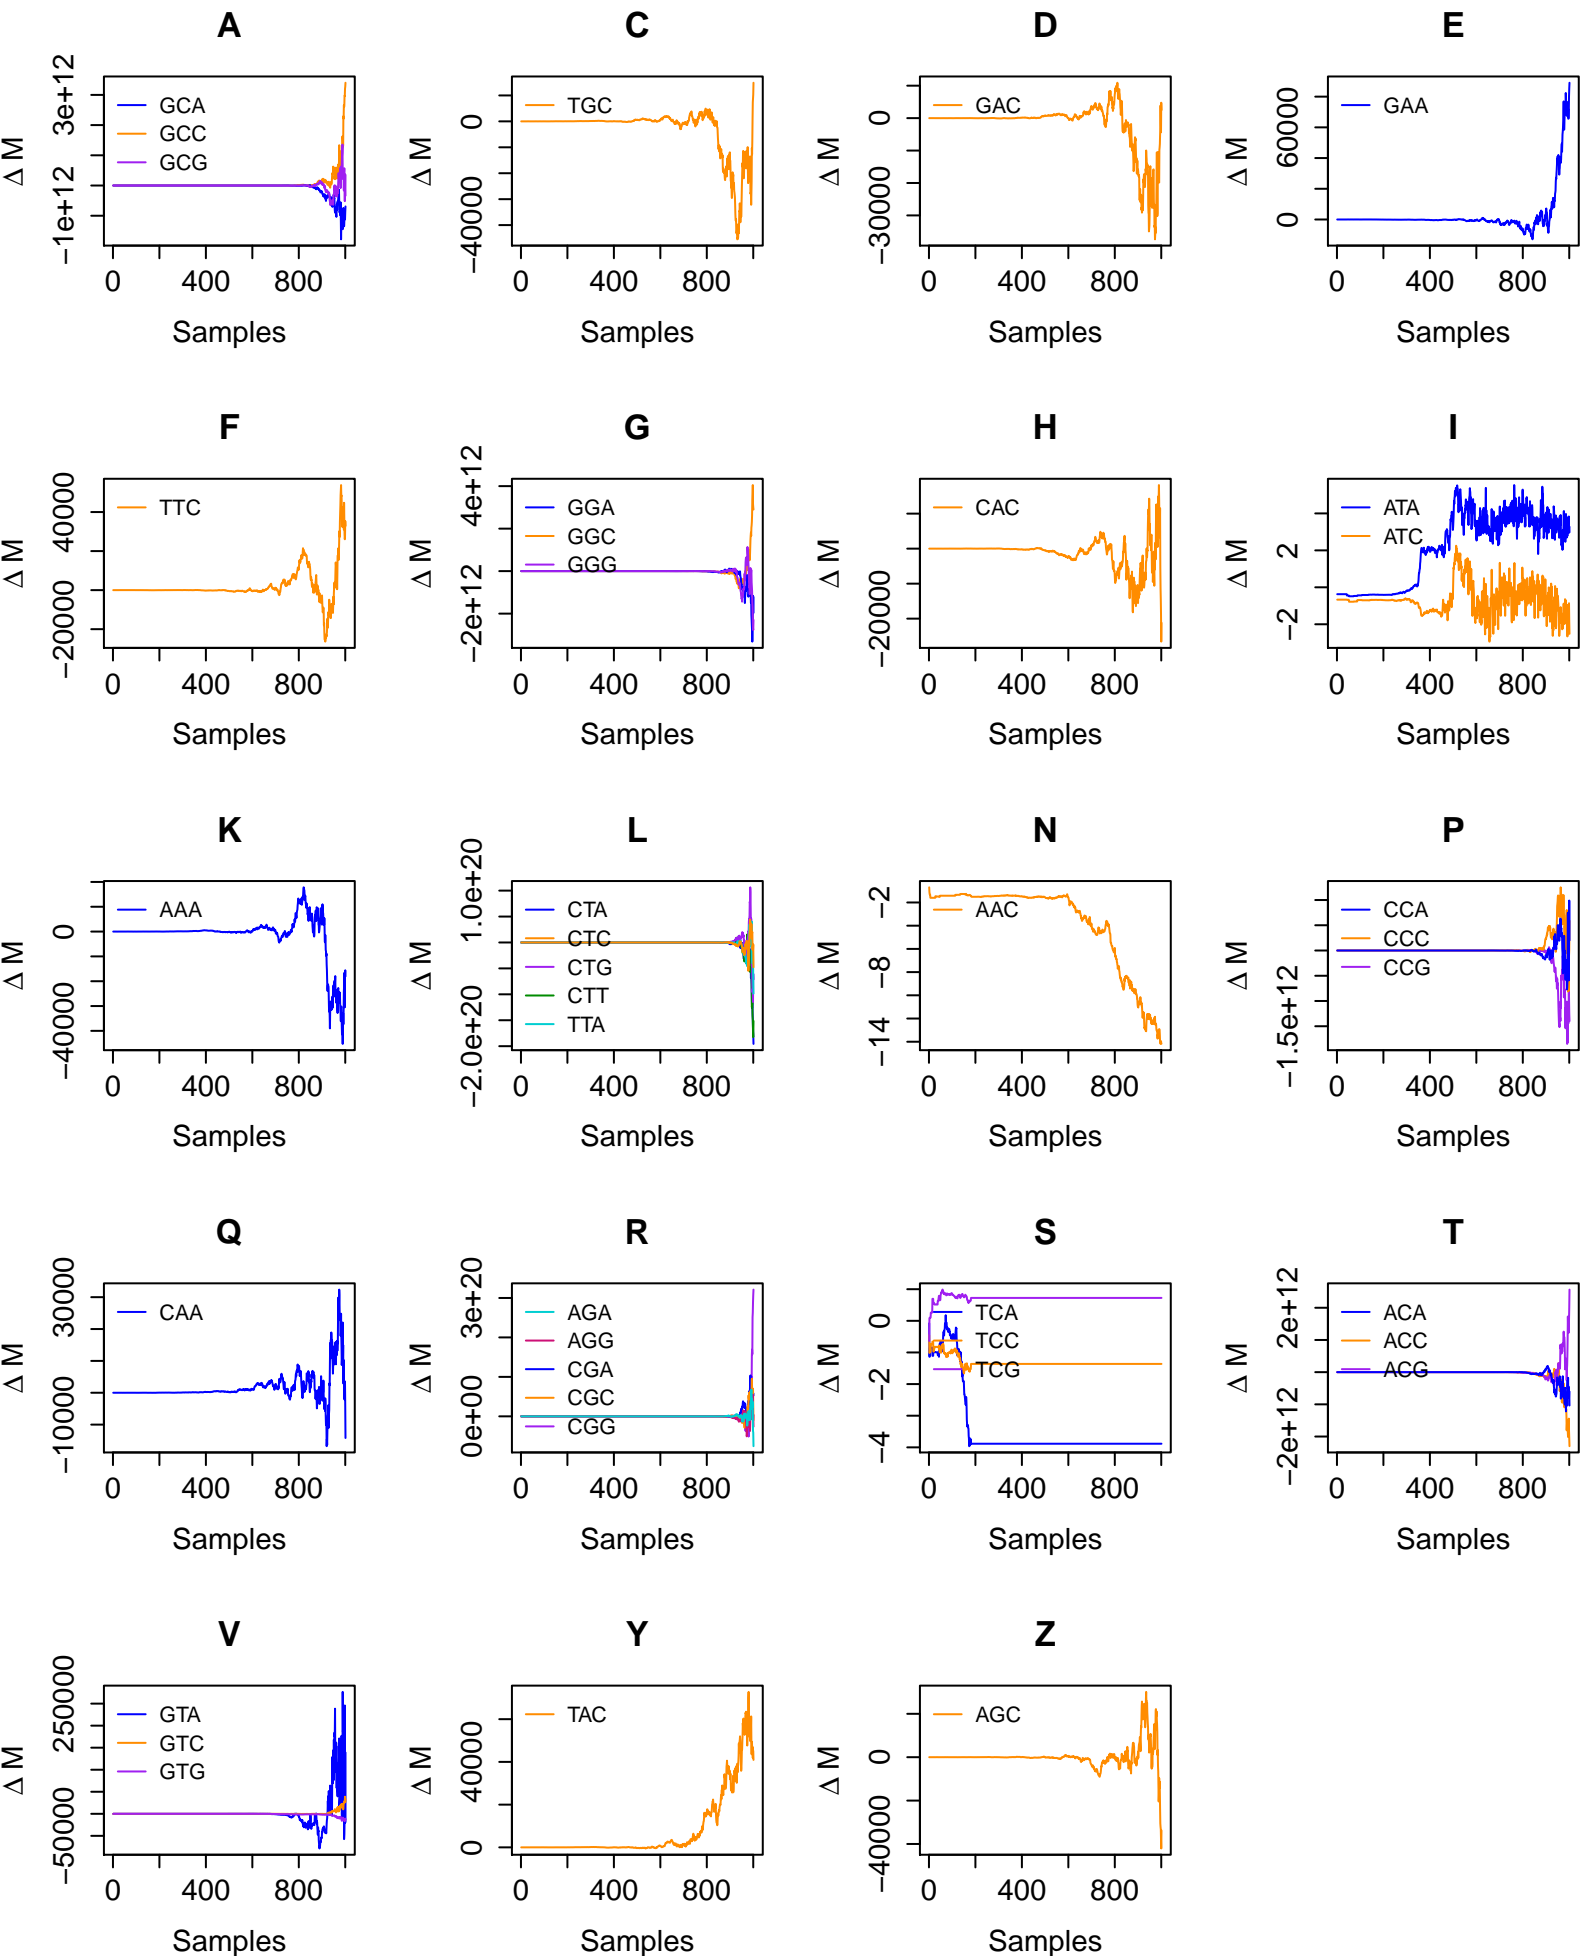 A
ΔM
3e+12
−1e+12
GCA
GCC
GCG
0 400 800
Samples
C
ΔM
0
−40000
TGC
0 400 800
Samples
D
ΔM
0
−30000
GAC
0 400 800
Samples
E
ΔM
60000
0
GAA
0 400 800
Samples
F
ΔM
40000
−20000
TTC
0 400 800
Samples
G
ΔM
4e+12
−2e+12
GGA
GGC
GGG
0 400 800
Samples
H
ΔM
−20000
CAC
0 400 800
Samples
I
ΔM
2
−2
ATA
ATC
0 400 800
Samples
K
ΔM
0
−40000
AAA
0 400 800
Samples
L
ΔM
1.0e+20
−2.0e+20
CTA
CTC
CTG
CTT
TTA
0 400 800
Samples
N
ΔM
−2
−8
−14
AAC
0 400 800
Samples
P
ΔM
−1.5e+12
CCA
CCC
CCG
0 400 800
Samples
Q
ΔM
30000
−10000
CAA
0 400 800
Samples
R
ΔM
3e+20
0e+00
AGA
AGG
CGA
CGC
CGG
0 400 800
Samples
S
ΔM
0
−2
−4
TCA
TCC
TCG
0 400 800
Samples
T
ΔM
2e+12
−2e+12
ACA
ACC
ACG
0 400 800
Samples
V
ΔM
250000
−50000
GTA
GTC
GTG
0 400 800
Samples
Y
ΔM
40000
0
TAC
0 400 800
Samples
Z
ΔM
0
−40000
AGC
0 400 800
Samples